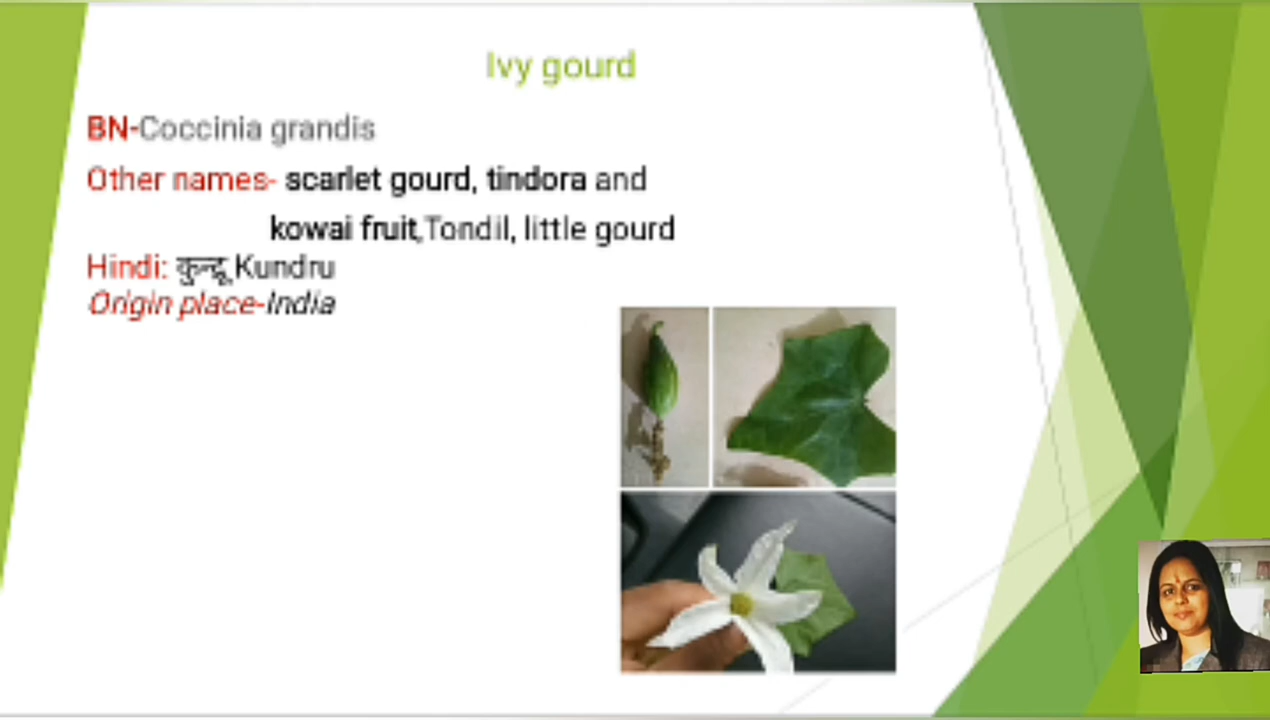 Ivy gourd
BN-Coccinia grandis
Other names- scarlet gourd, tindora and
kowai fruit,Tondil, little gourd
Hindi: कुन्दू Kundru
Origin place-India